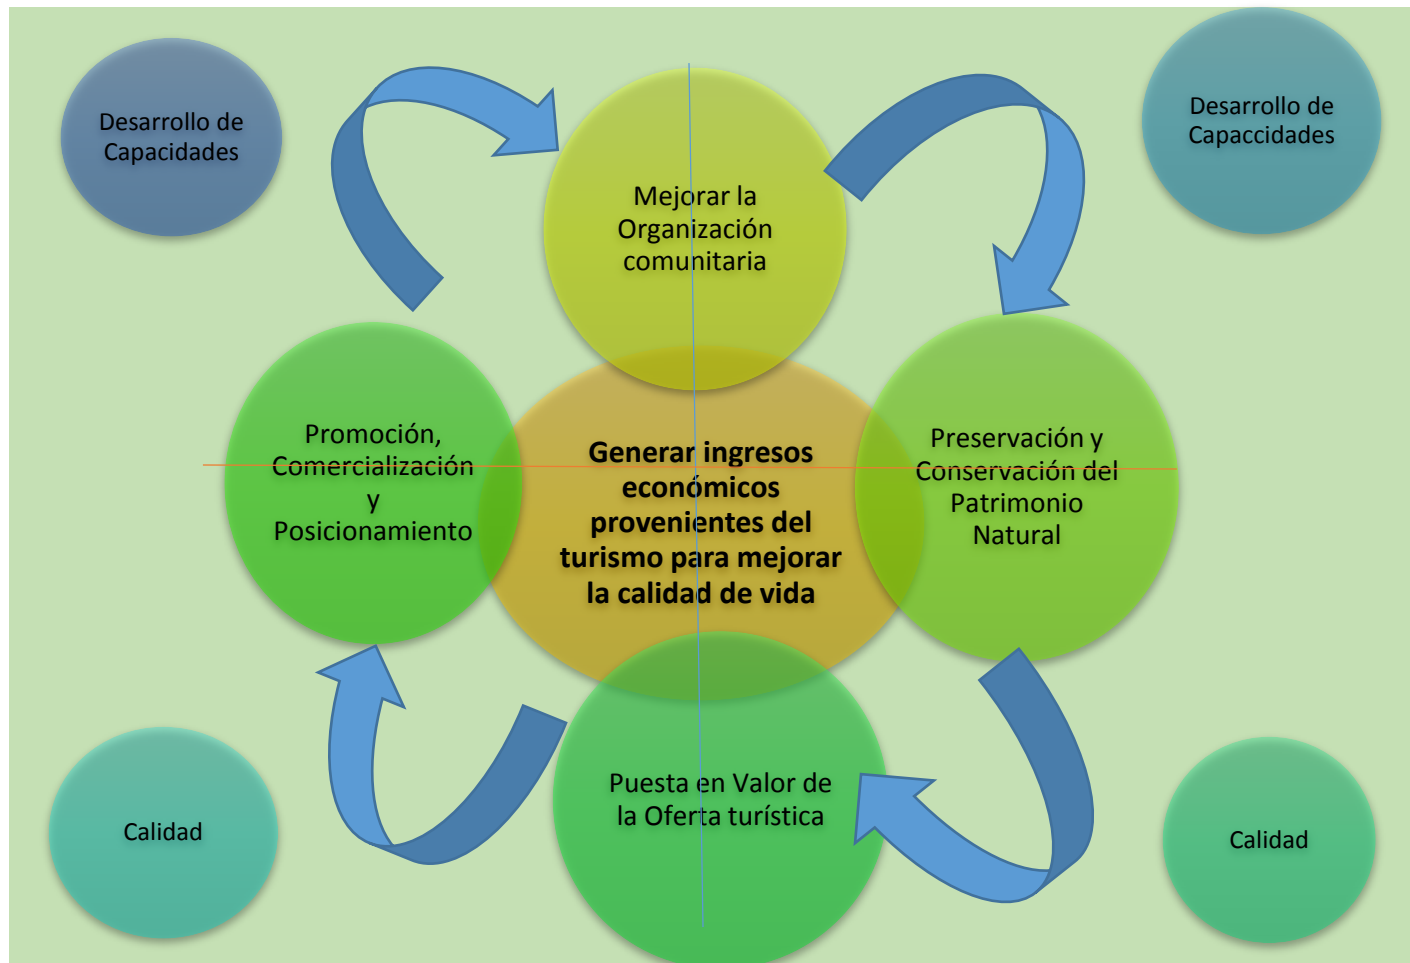 Desarrollo de
Capacidades
Desarrollo de
Capaccidades
Mejorar la
Organización
comunitaria
Promoción,
Comercialización
y
Posicionamiento
Generar ingresos
económicos
provenientes del
turismo para mejorar
la calidad de vida
Preservación y
Conservación del
Patrimonio
Natural
Puesta en Valor de
la Oferta turística
Calidad
Calidad